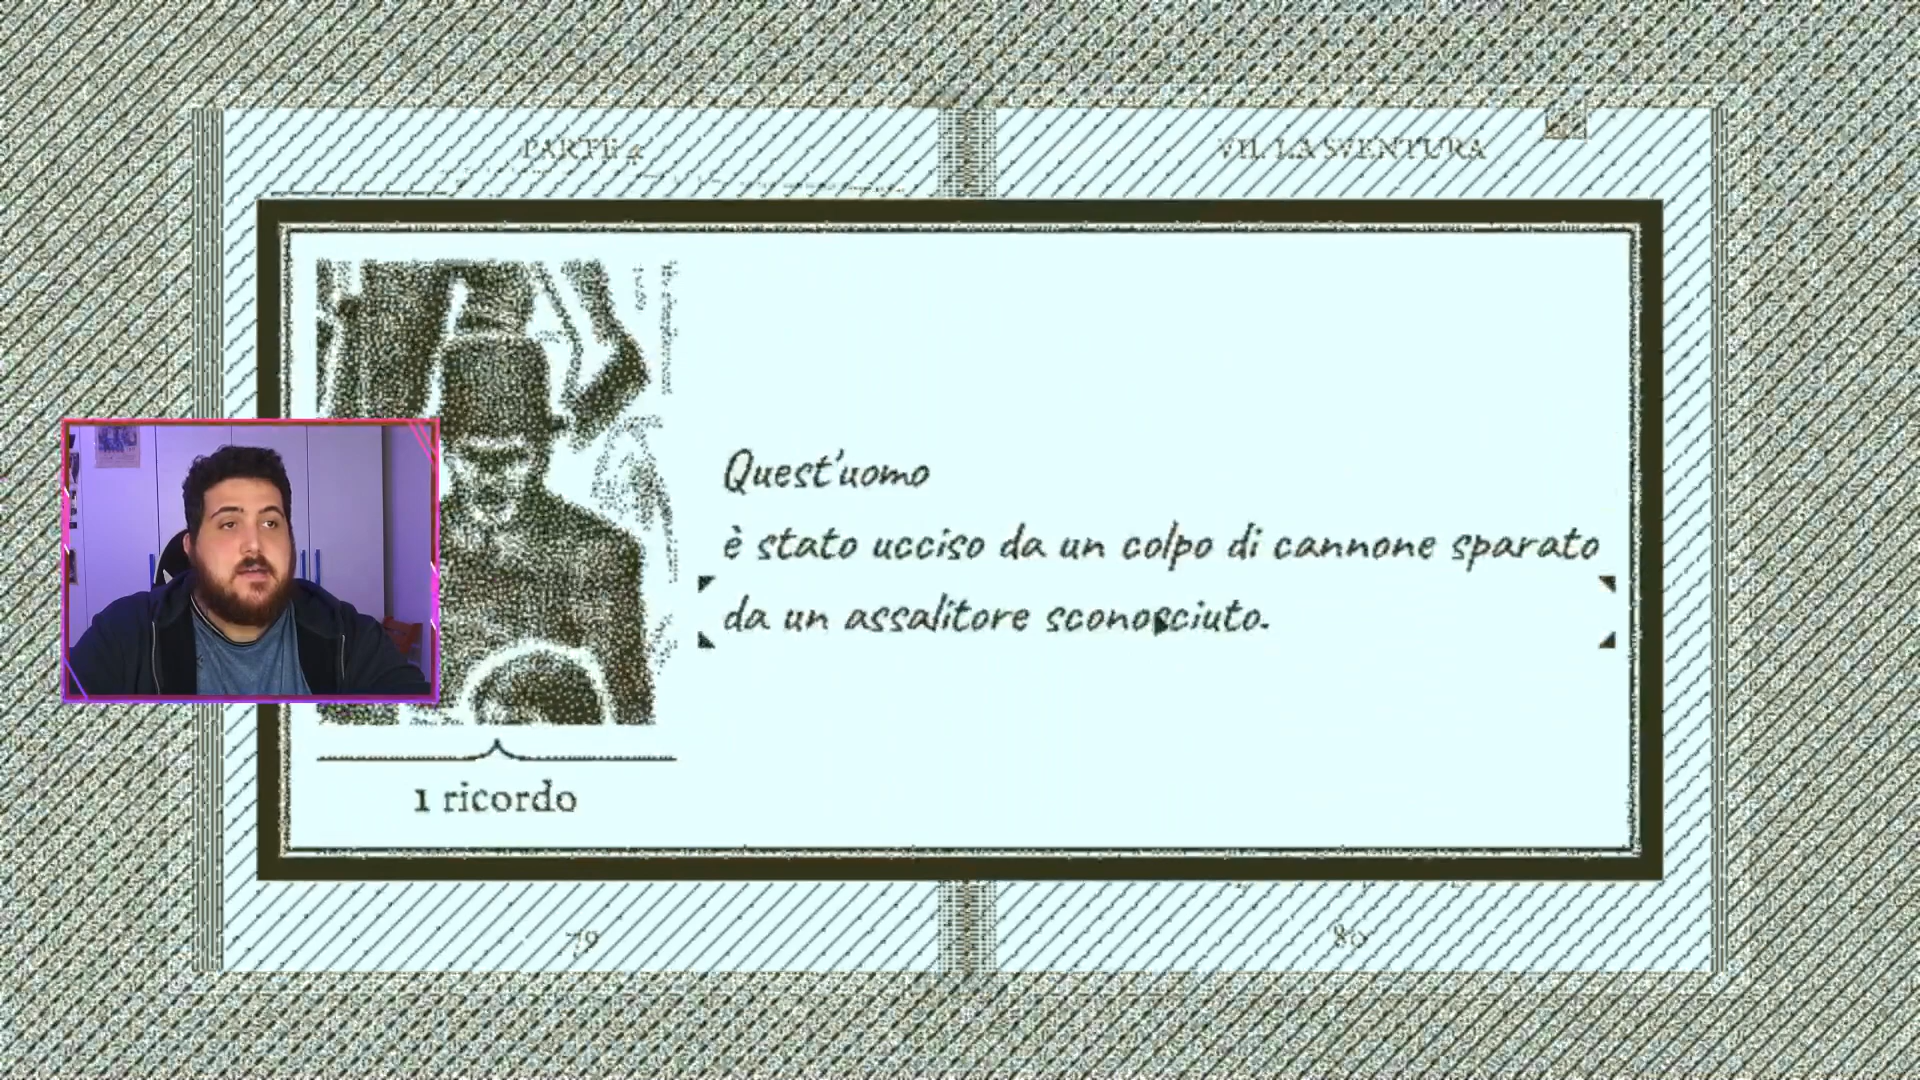 PARTE 2
VII. LA SVENTURA
Quest'uomo
è stato ucciso da un colpo di cannone sparato
da un assalitore sconosciuto.
1 ricordo
79
80